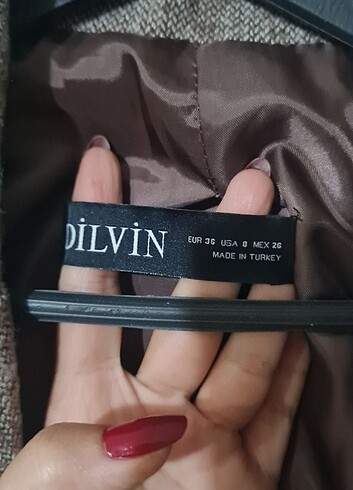 DİLVİN
EUR 36 USA 8 MEX 26
MADE IN TURKEY